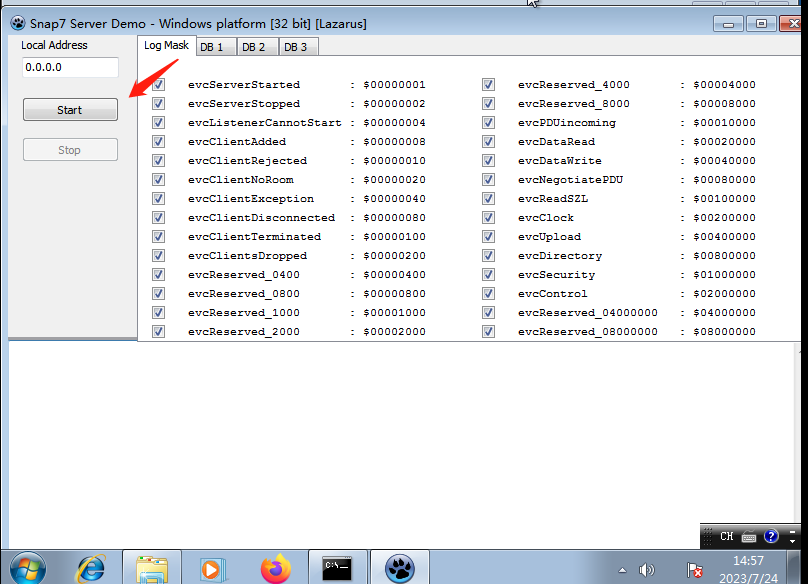 Snap7 Server Demo - Windows platform [32 bit] [Lazarus]
Local Address
0.0.0.0
Start
Stop
Log Mask DB 1 DB 2 DB 3
evcServerStarted : $00000001 evcReserved_4000 : $00004000
evcServerStopped : $00000002 evcReserved_8000 : $00008000
evcListenerCannotStart : $00000004 evcPDUincoming : $00010000
evcClientAdded : $00000008 evcDataRead : $00020000
evcClientRejected : $00000010 evcDataWrite : $00040000
evcClientNoRoom : $00000020 evcNegotiatePDU : $00080000
evcClientException : $00000040 evcReadSZL : $00100000
evcClientDisconnected : $00000080 evcClock : $00200000
evcClientTerminated : $00000100 evcUpload : $00400000
evcClientsDropped : $00000200 evcDirectory : $00800000
evcReserved_0400 : $00000400 evcSecurity : $01000000
evcReserved_0800 : $00000800 evcControl : $02000000
evcReserved_1000 : $00001000 evcReserved_04000000 : $04000000
evcReserved_2000 : $00002000 evcReserved_08000000 : $08000000
CH
C:\.
14:57
2023/7/24